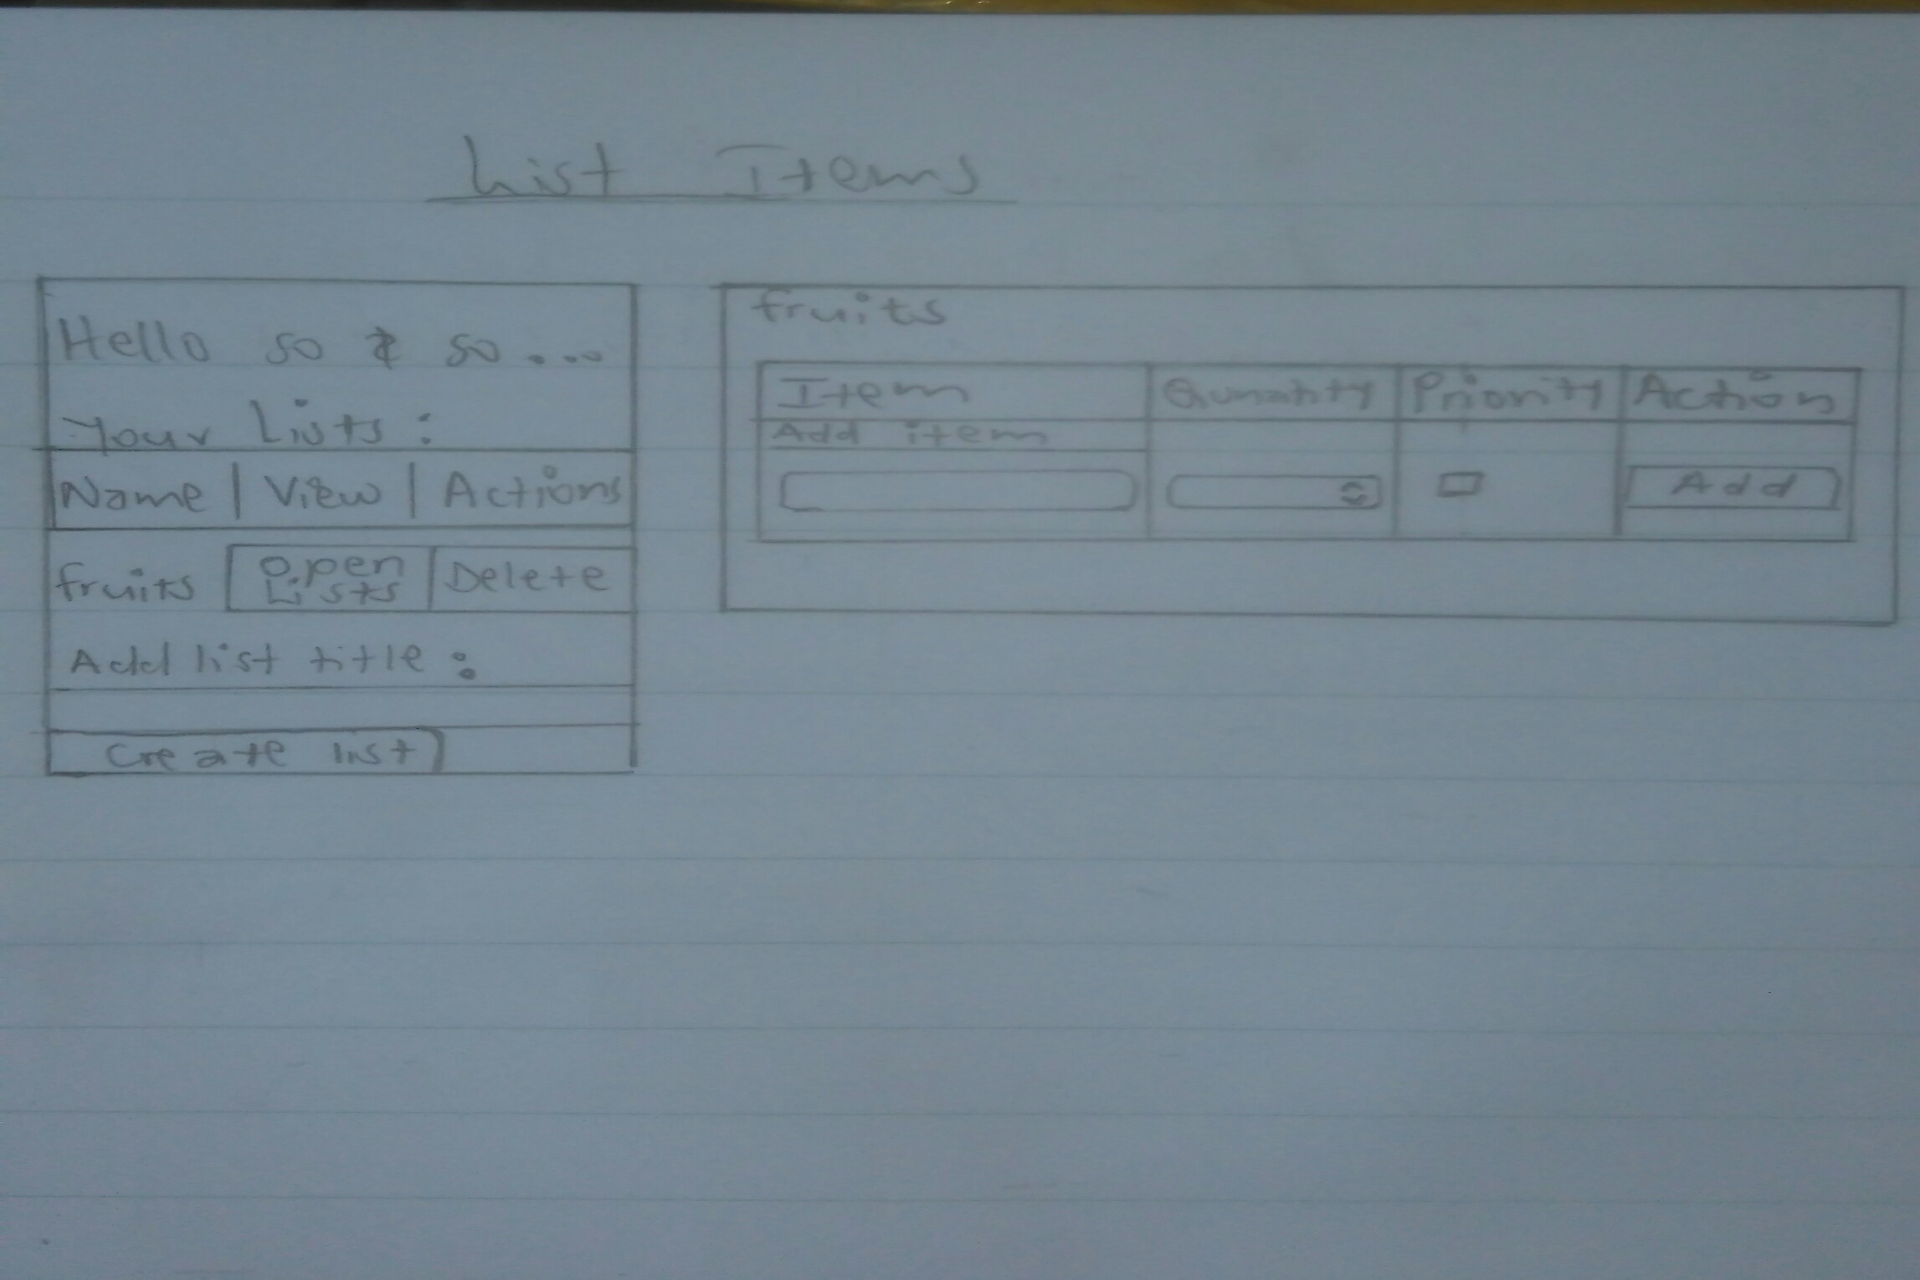 List Items
Hello so & so ...
Your Lists :
Name | View | Actions
fruits Open Lists Delete
Add list title :
Create list
fruits
Item Qunatity Priority Action
Add item
Add